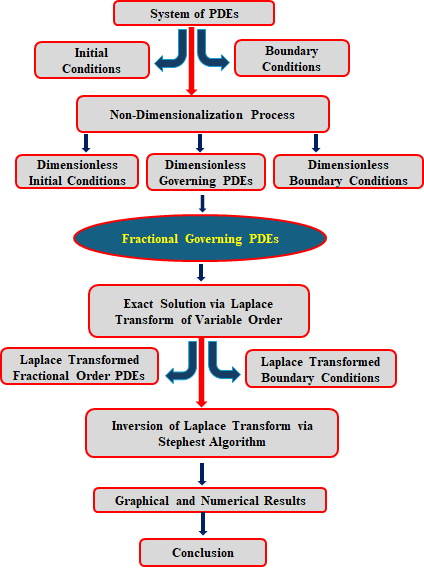 System of PDEs
Initial
Conditions
Boundary
Conditions
Non-Dimensionalization Process
Dimensionless
Initial Conditions
Dimensionless
Governing PDEs
Dimensionless
Boundary Conditions
Fractional Governing PDEs
Exact Solution via Laplace
Transform of Variable Order
Laplace Transformed
Fractional Order PDEs
Laplace Transformed
Boundary Conditions
Inversion of Laplace Transform via
Stephest Algorithm
Graphical and Numerical Results
Conclusion